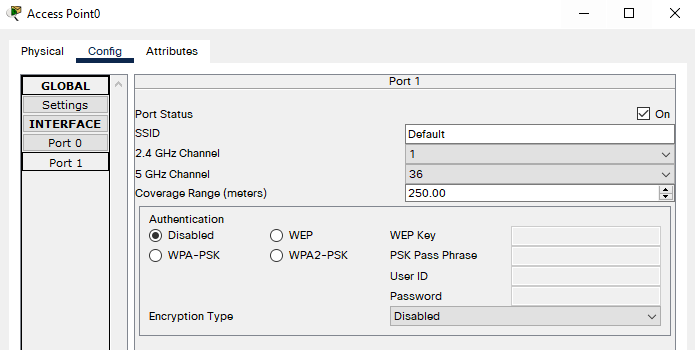 Access Point0
Physical Config Attributes
GLOBAL
Settings
INTERFACE
Port 0
Port 1
Port 1
Port Status On
SSID Default
2.4 GHz Channel 1
5 GHz Channel 36
Coverage Range (meters) 250.00
Authentication
Disabled WEP WEP Key
WPA-PSK WPA2-PSK PSK Pass Phrase
User ID
Password
Encryption Type Disabled